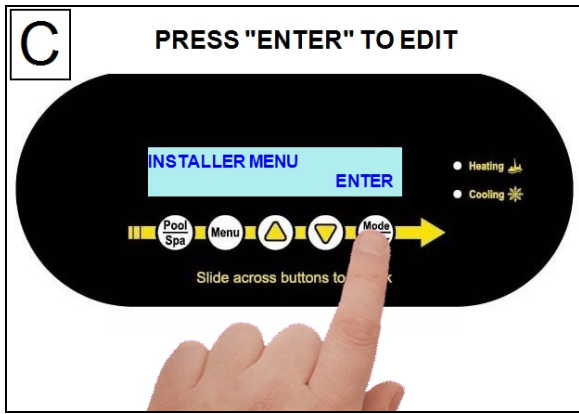 C
PRESS "ENTER" TO EDIT
INSTALLER MENU
ENTER
Heating
Cooling
Pool
Spa
Menu
Mode
Slide across buttons to